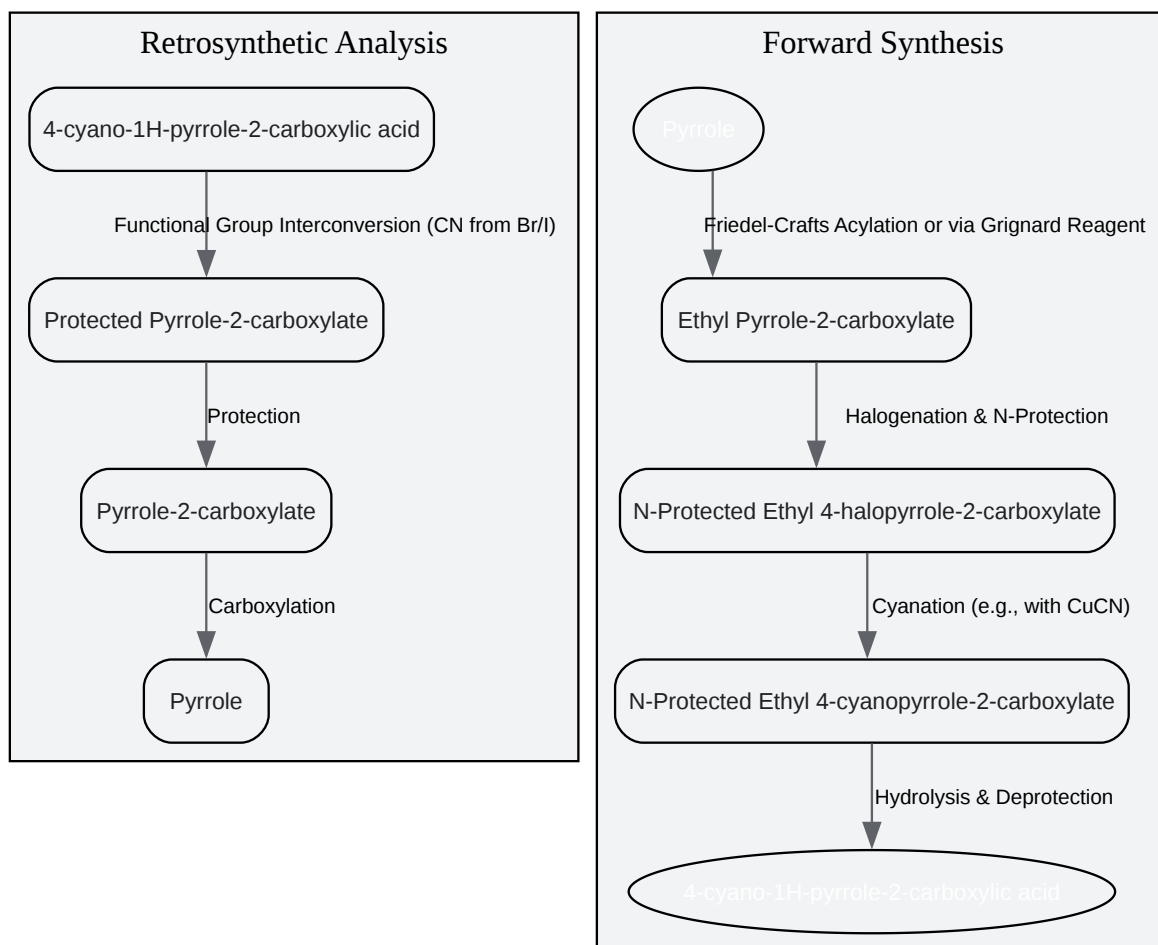 Retrosynthetic Analysis
4-cyano-1H-pyrrole-2-carboxylic acid
Functional Group Interconversion (CN from Br/I)
Protected Pyrrole-2-carboxylate
Protection
Pyrrole-2-carboxylate
Carboxylation
Pyrrole
Forward Synthesis
Pyrrole
Friedel-Crafts Acylation or via Grignard Reagent
Ethyl Pyrrole-2-carboxylate
Halogenation & N-Protection
N-Protected Ethyl 4-halopyrrole-2-carboxylate
Cyanation (e.g., with CuCN)
N-Protected Ethyl 4-cyanopyrrole-2-carboxylate
Hydrolysis & Deprotection
4-cyano-1H-pyrrole-2-carboxylic acid